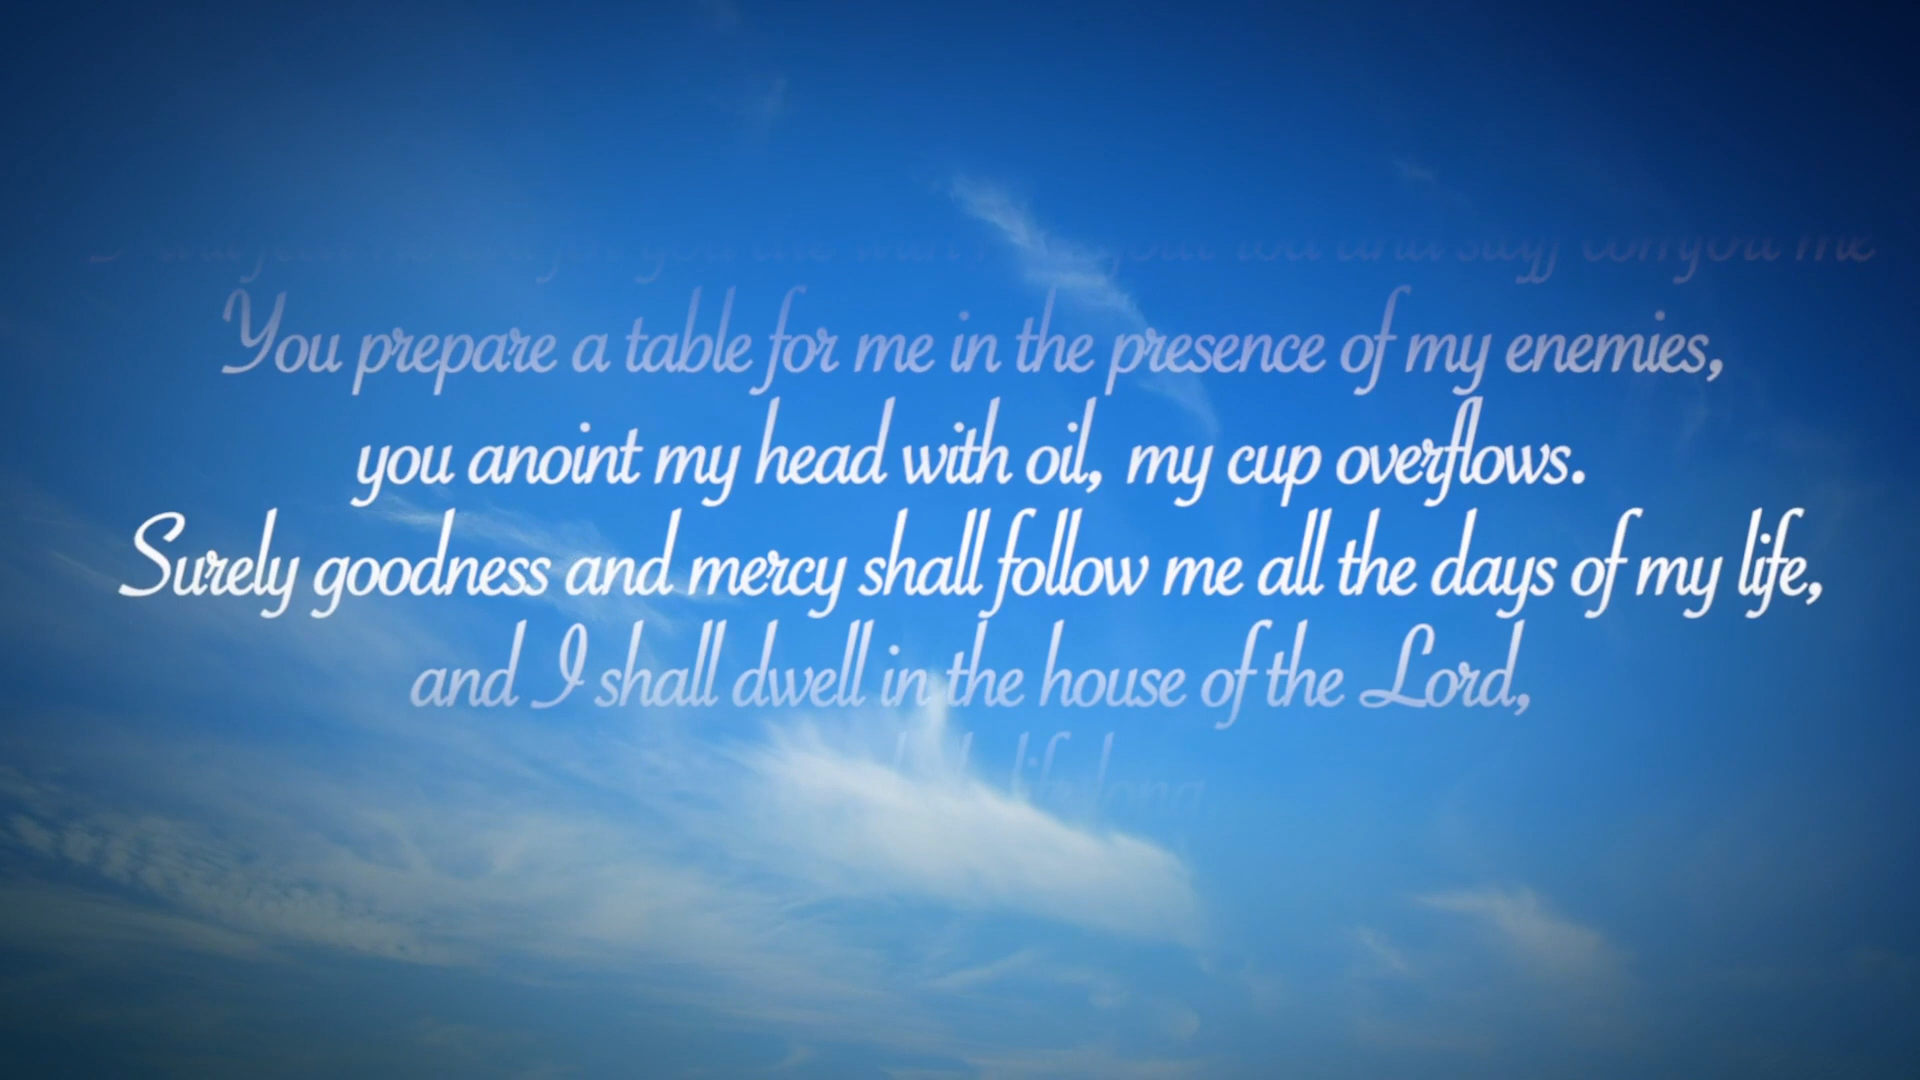 You prepare a table for me in the presence of my enemies,
you anoint my head with oil, my cup overflows.
Surely goodness and mercy shall follow me all the days of my life,
and I shall dwell in the house of the Lord,
long.